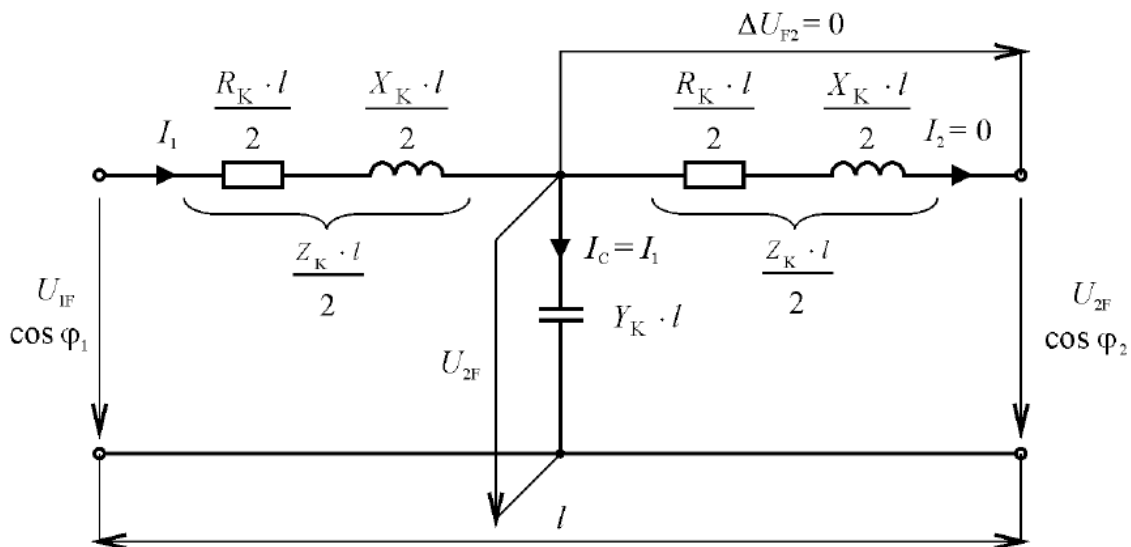 ΔU_F2 = 0
R_K · l / 2
X_K · l / 2
R_K · l / 2
X_K · l / 2
I_1
I_2 = 0
Z_K · l / 2
I_C = I_1
Z_K · l / 2
U_1F
cos φ_1
Y_K · l
U_2F
U_2F
cos φ_2
l